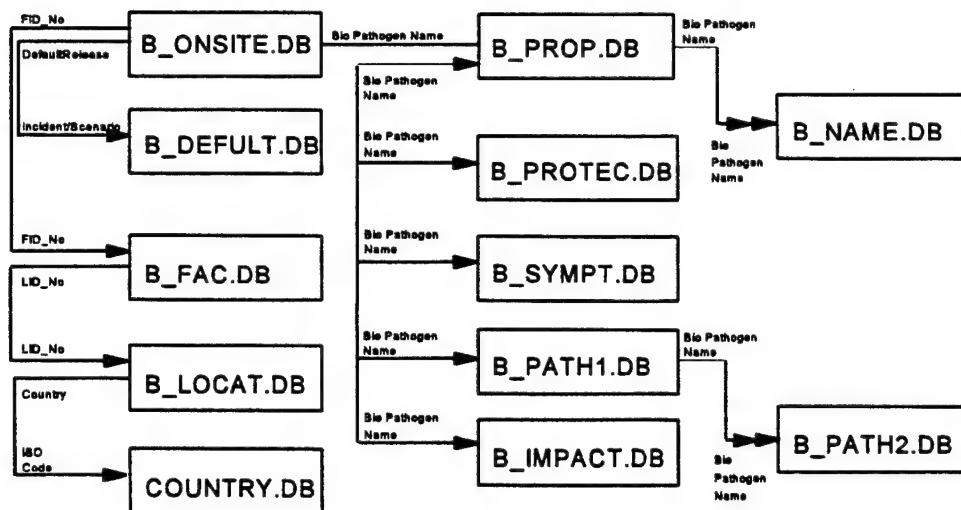 FID_No
B_ONSITE.DB
Default/Release
Incident/Scenario
B_DEFULT.DB
FID_No
B_FAC.DB
LID_No
LID_No
B_LOCAT.DB
Country
ISO
Code
COUNTRY.DB
Bio Pathogen Name
B_PROP.DB
Bio Pathogen
Name
Bio Pathogen
Name
B_PROTEC.DB
Bio Pathogen
Name
B_SYMPT.DB
Bio Pathogen
Name
B_PATH1.DB
Bio Pathogen
Name
B_IMPACT.DB
Bio Pathogen
Name
B_NAME.DB
Bio
Pathogen
Name
Bio Pathogen
Name
B_PATH2.DB
Bio
Pathogen
Name